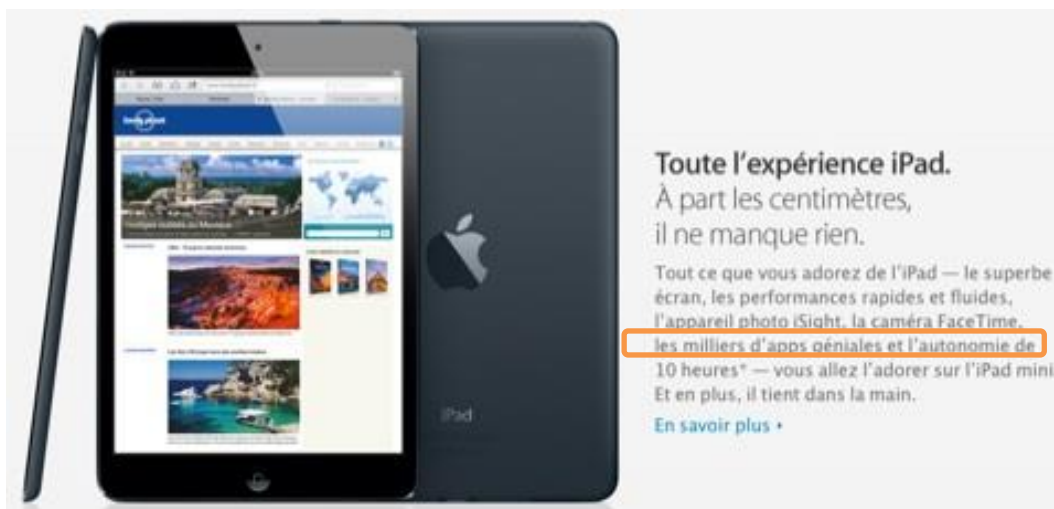 Toute l'expérience iPad.
À part les centimètres,
il ne manque rien.
Tout ce que vous adorez de l'iPad — le superbe
écran, les performances rapides et fluides,
l'appareil photo iSight, la caméra FaceTime,
les milliers d'apps géniales et l'autonomie de
10 heures* — vous allez l'adorer sur l'iPad mini
Et en plus, il tient dans la main.
En savoir plus
lonely planet
iPad